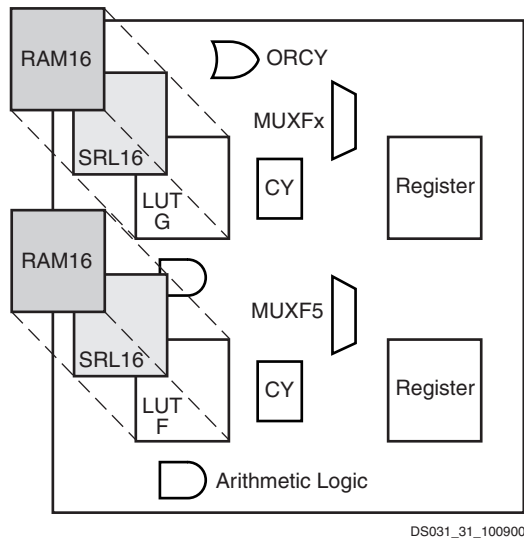 RAM16
ORCY
MUXFx
SRL16
LUT
G
CY
Register
RAM16
MUXF5
SRL16
LUT
F
CY
Register
Arithmetic Logic
DS031_31_100900